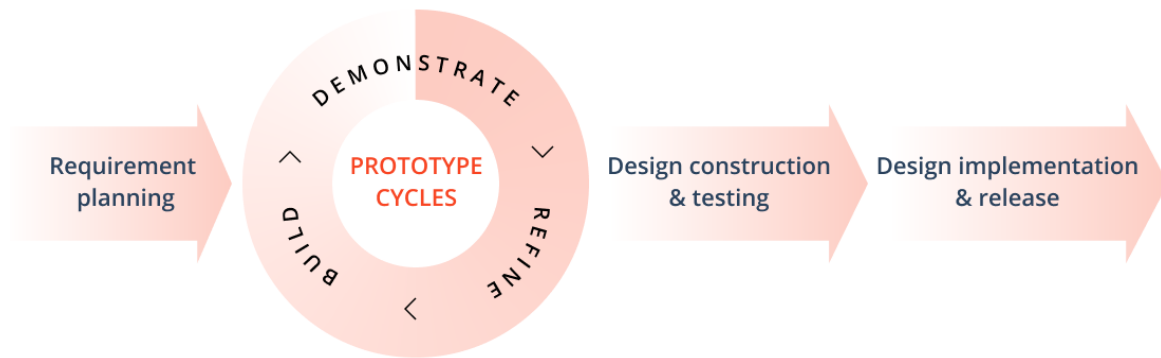 Requirement
planning
DEMONSTRATE
REFINE
BUILD
PROTOTYPE
CYCLES
Design construction
& testing
Design implementation
& release